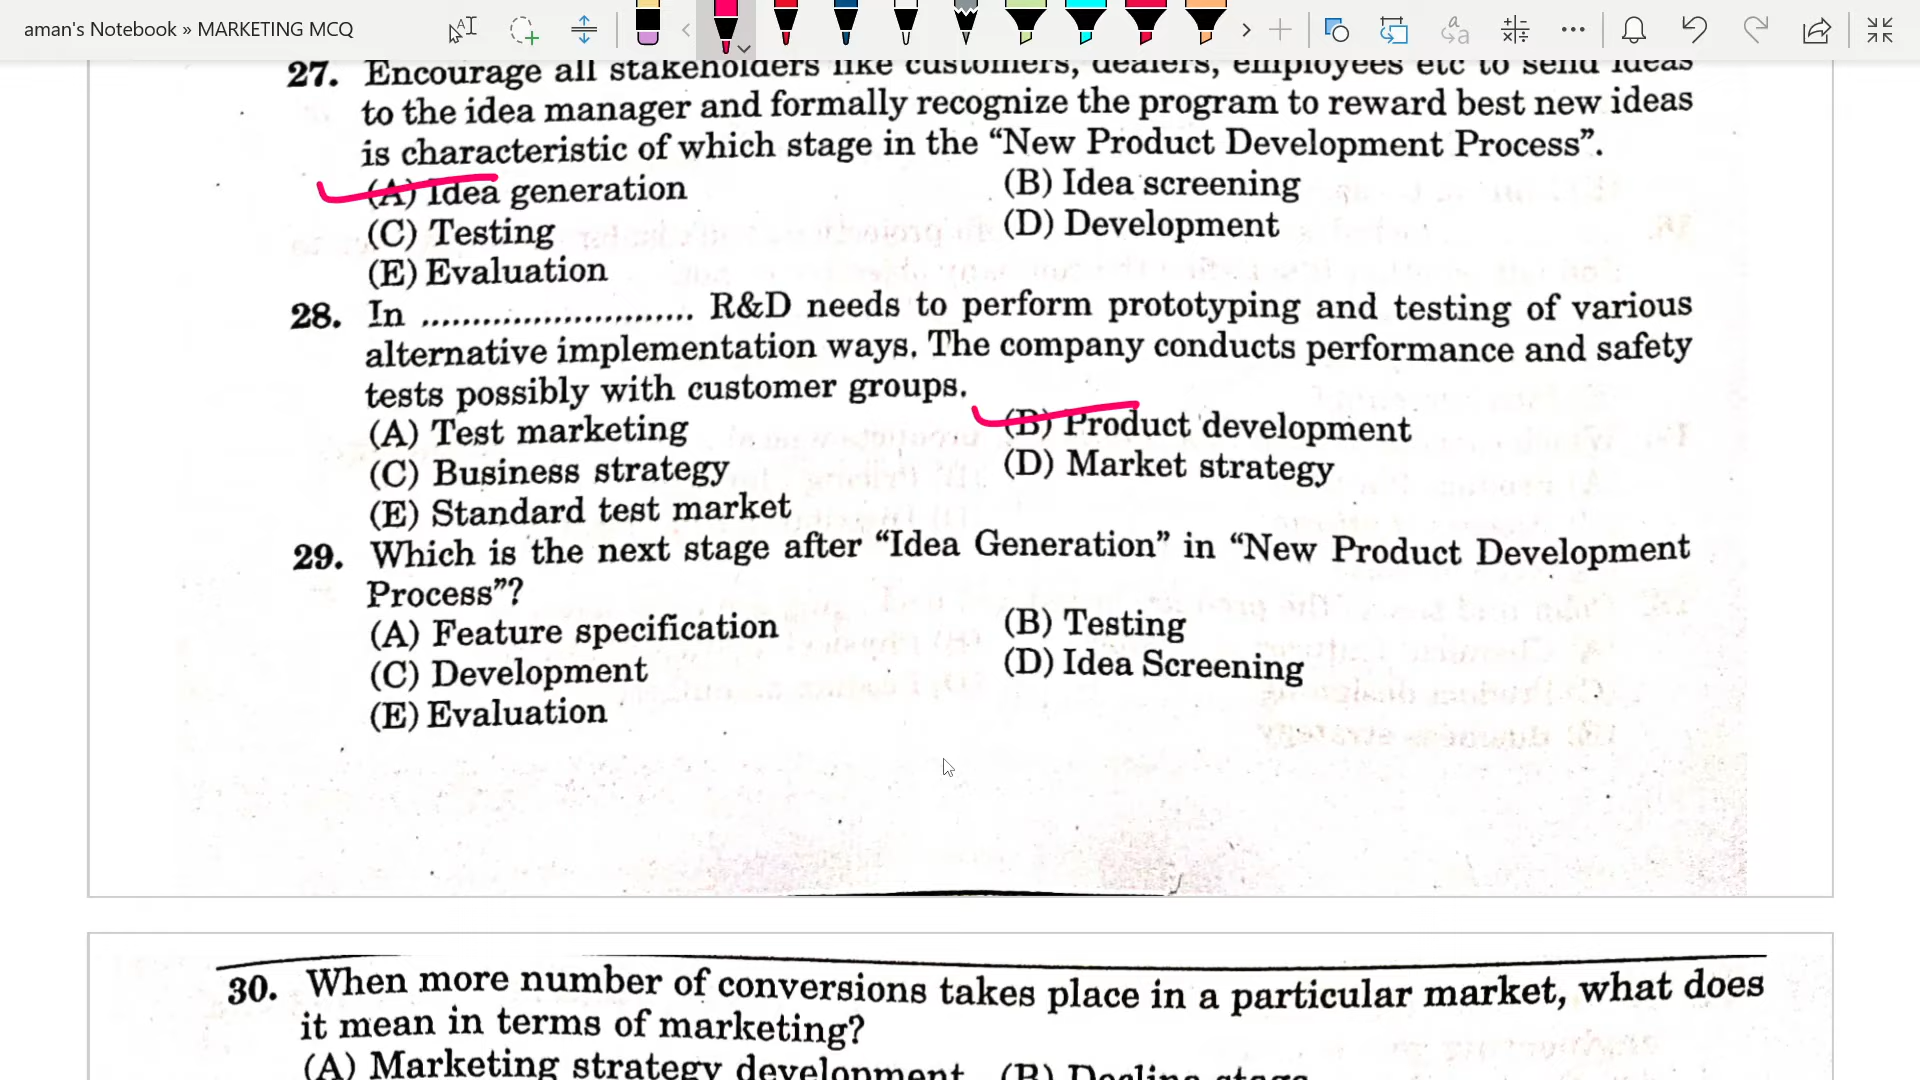 aman's Notebook » MARKETING MCQ
27. Encourage all stakeholders like customers, dealers, employees etc to send ideas
to the idea manager and formally recognize the program to reward best new ideas
is characteristic of which stage in the “New Product Development Process”.
(A) Idea generation (B) Idea screening
(C) Testing (D) Development
(E) Evaluation
28. In ........................... R&D needs to perform prototyping and testing of various
alternative implementation ways. The company conducts performance and safety
tests possibly with customer groups.
(A) Test marketing (B) Product development
(C) Business strategy (D) Market strategy
(E) Standard test market
29. Which is the next stage after “Idea Generation” in “New Product Development
Process”?
(A) Feature specification (B) Testing
(C) Development (D) Idea Screening
(E) Evaluation
30. When more number of conversions takes place in a particular market, what does
it mean in terms of marketing?
(A) Marketing strategy development (B) Decline stage